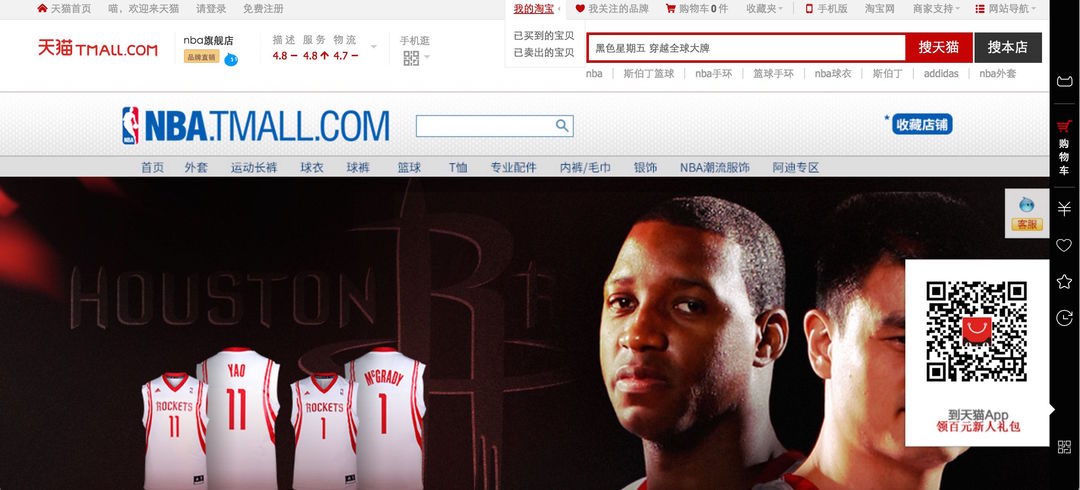 天猫首页 喵，欢迎来天猫 请登录 免费注册
我的淘宝 我关注的品牌 购物车0件 收藏夹 手机版 淘宝网 商家支持 网站导航
已买到的宝贝
已卖出的宝贝
天猫 TMALL.COM
nba旗舰店
品牌直销
描述 服务 物流
4.8 4.8 4.7
手机逛
黑色星期五 穿越全球大牌
搜天猫 搜本店
nba 斯伯丁篮球 nba手环 篮球手环 nba球衣 斯伯丁 addidas nba外套
NBA
NBA.TMALL.COM
收藏店铺
首页 外套 运动长裤 球衣 球裤 篮球 T恤 专业配件 内裤/毛巾 银饰 NBA潮流服饰 阿迪专区
购物车
客服
HOUSTON
ROCKETS
11
YAO
11
ROCKETS
1
McGRADY
1
到天猫App
领百元新人礼包